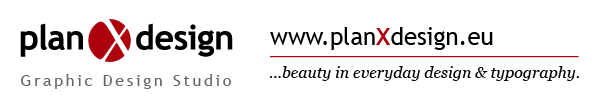 planXdesign
Graphic Design Studio
www.planXdesign.eu
...beauty in everyday design & typography.